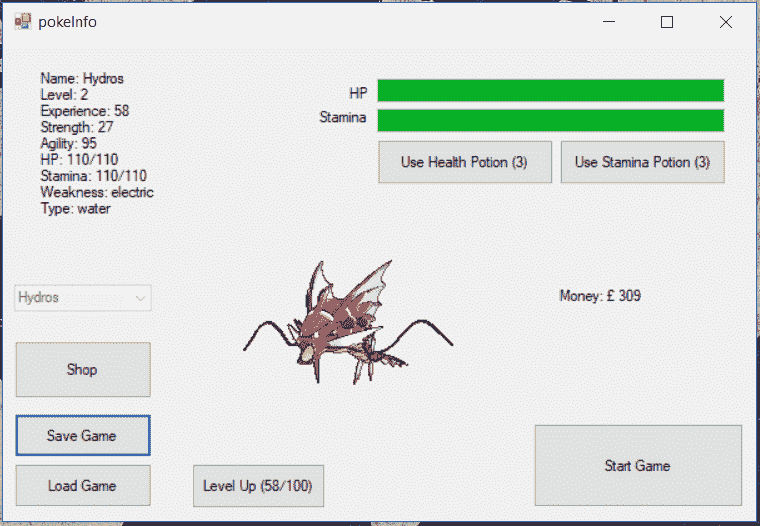 pokeInfo
Name: Hydros
Level: 2
Experience: 58
Strength: 27
Agility: 95
HP: 110/110
Stamina: 110/110
Weakness: electric
Type: water
HP
Stamina
Use Health Potion (3)
Use Stamina Potion (3)
Hydros
Money: £ 309
Shop
Save Game
Load Game
Level Up (58/100)
Start Game